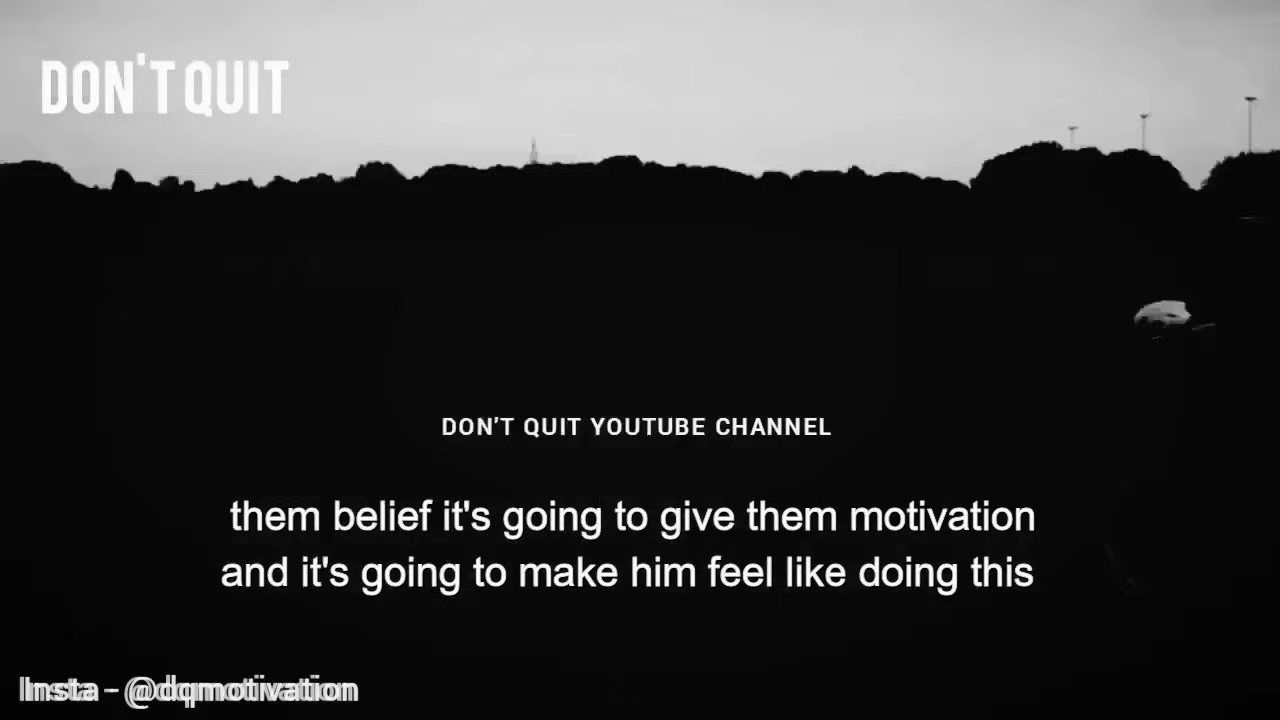 DON'T QUIT
DON'T QUIT YOUTUBE CHANNEL
them belief it's going to give them motivation
and it's going to make him feel like doing this
Insta - @dqmotivation